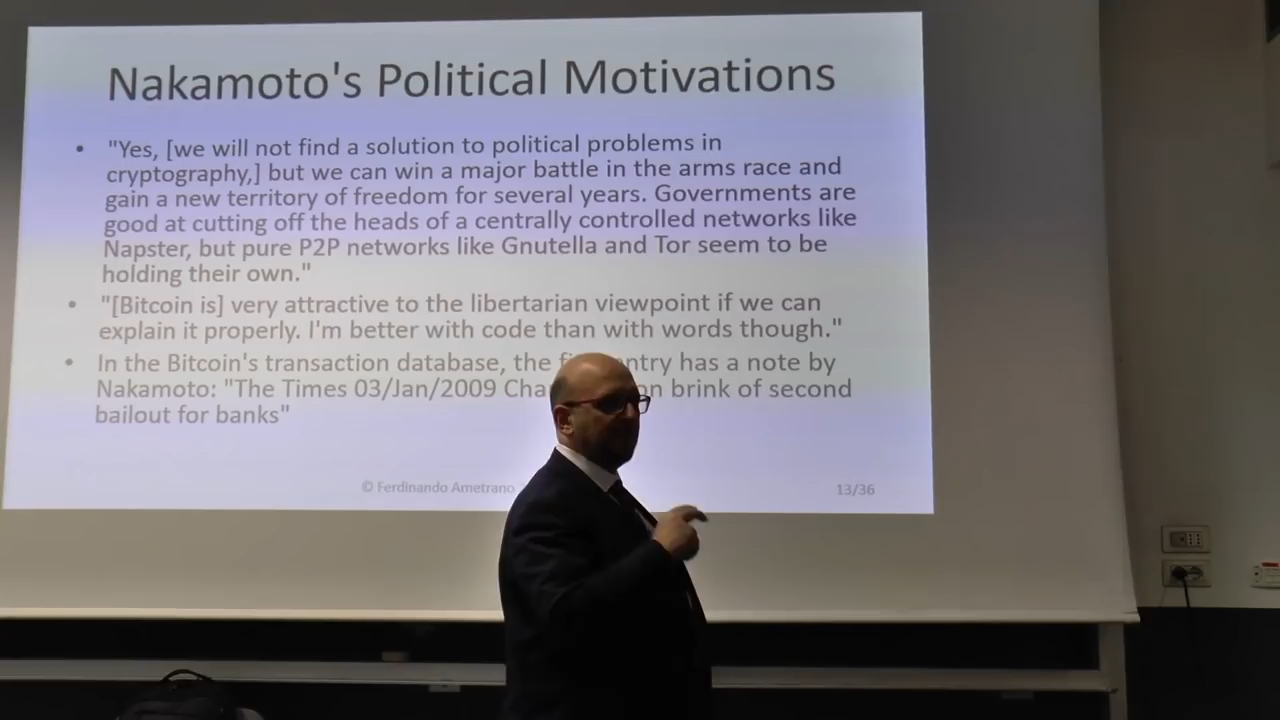 Nakamoto's Political Motivations
• "Yes, [we will not find a solution to political problems in
cryptography,] but we can win a major battle in the arms race and
gain a new territory of freedom for several years. Governments are
good at cutting off the heads of a centrally controlled networks like
Napster, but pure P2P networks like Gnutella and Tor seem to be
holding their own."
• "[Bitcoin is] very attractive to the libertarian viewpoint if we can
explain it properly. I'm better with code than with words though."
• In the Bitcoin's transaction database, the entry has a note by
Nakamoto: "The Times 03/Jan/2009 on brink of second
bailout for banks"
© Ferdinando Ametrano 13/36